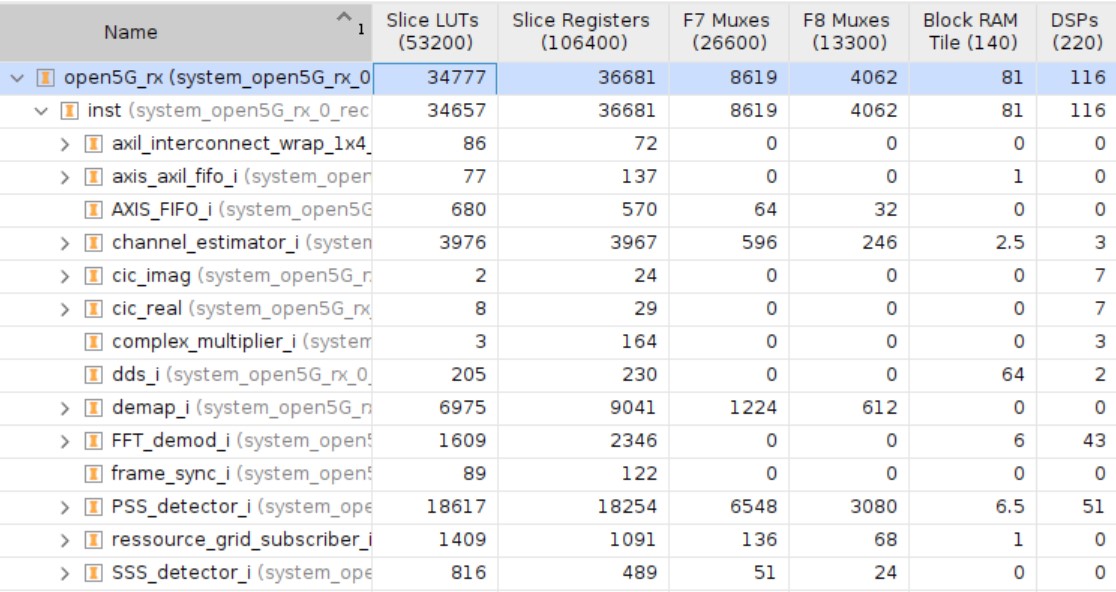 Name 1 Slice LUTs (53200) Slice Registers (106400) F7 Muxes (26600) F8 Muxes (13300) Block RAM Tile (140) DSPs (220)
open5G_rx (system_open5G_rx_0 34777 36681 8619 4062 81 116
inst (system_open5G_rx_0_rec 34657 36681 8619 4062 81 116
axil_interconnect_wrap_1x4_ 86 72 0 0 0 0
axis_axil_fifo_i (system_open 77 137 0 0 1 0
AXIS_FIFO_i (system_open5G 680 570 64 32 0 0
channel_estimator_i (system 3976 3967 596 246 2.5 3
cic_imag (system_open5G_r 2 24 0 0 0 7
cic_real (system_open5G_rx 8 29 0 0 0 7
complex_multiplier_i (system 3 164 0 0 0 3
dds_i (system_open5G_rx_0_ 205 230 0 0 64 2
demap_i (system_open5G_r 6975 9041 1224 612 0 0
FFT_demod_i (system_open5 1609 2346 0 0 6 43
frame_sync_i (system_open5 89 122 0 0 0 0
PSS_detector_i (system_ope 18617 18254 6548 3080 6.5 51
ressource_grid_subscriber_i 1409 1091 136 68 1 0
SSS_detector_i (system_ope 816 489 51 24 0 0